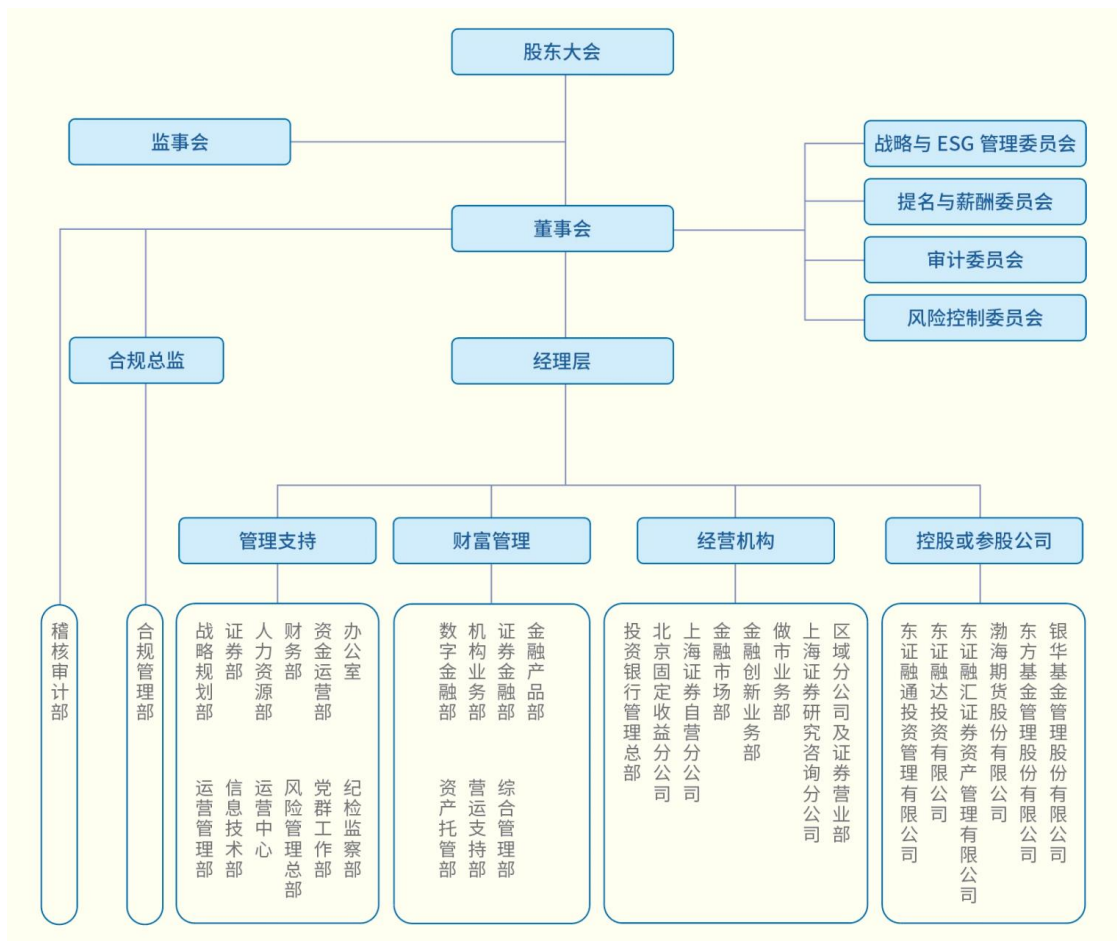 股东大会
监事会
战略与 ESG 管理委员会
提名与薪酬委员会
董事会
审计委员会
风险控制委员会
合规总监
经理层
管理支持
财富管理
经营机构
控股或参股公司
稽核审计部
合规管理部
战略规划部
证券部
人力资源部
财务部
资金运营部
办公室
运营管理部
信息技术部
运营中心
风险管理总部
党群工作部
纪检监察部
数字金融部
机构业务部
证券金融部
金融产品部
资产托管部
营运支持部
综合管理部
投资银行管理总部
北京固定收益分公司
上海证券自营分公司
金融市场部
金融创新业务部
做市业务部
上海证券研究咨询分公司
区域分公司及证券营业部
东证融通投资管理有限公司
东证融达投资有限公司
东证融汇证券资产管理有限公司
渤海期货股份有限公司
东方基金管理股份有限公司
银华基金管理股份有限公司